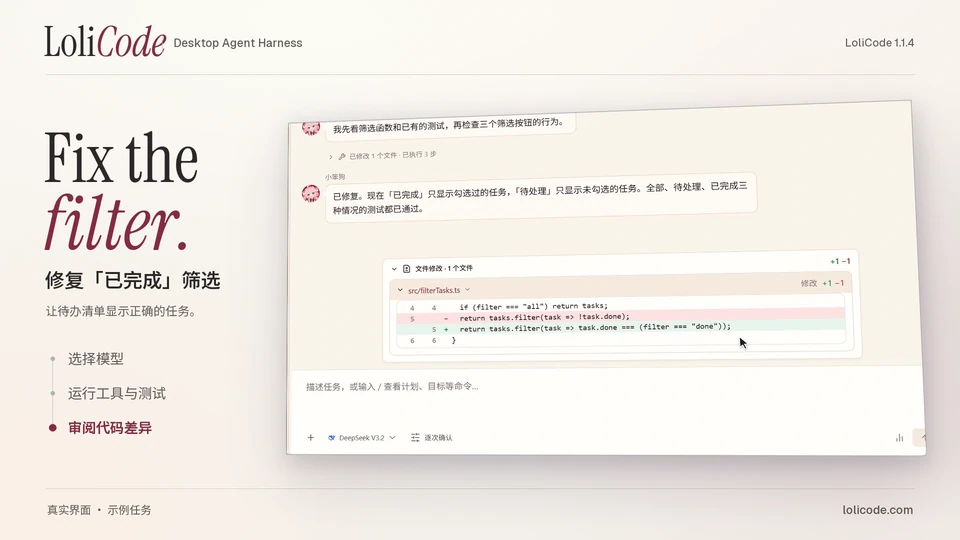 LoliCode Desktop Agent Harness
LoliCode 1.1.4
Fix the
filter.
修复「已完成」筛选
让待办清单显示正确的任务。
选择模型
运行工具与测试
审阅代码差异
我先看筛选函数和已有的测试，再检查三个筛选按钮的行为。
已修改 1 个文件 · 已执行 3 步
小笨狗
已修复。现在「已完成」只显示勾选过的任务，「待处理」只显示未勾选的任务。全部、待处理、已完成三
种情况的测试都已通过。
文件修改 · 1 个文件 +1 −1
src/filterTasks.ts 修改 +1 −1
4 4 if (filter === "all") return tasks;
5 − return tasks.filter(task => !task.done);
5 + return tasks.filter(task => task.done === (filter === "done"));
6 6 }
描述任务，或输入 / 查看计划、目标等命令...
+ DeepSeek V3.2 逐次确认
真实界面 • 示例任务
lolicode.com